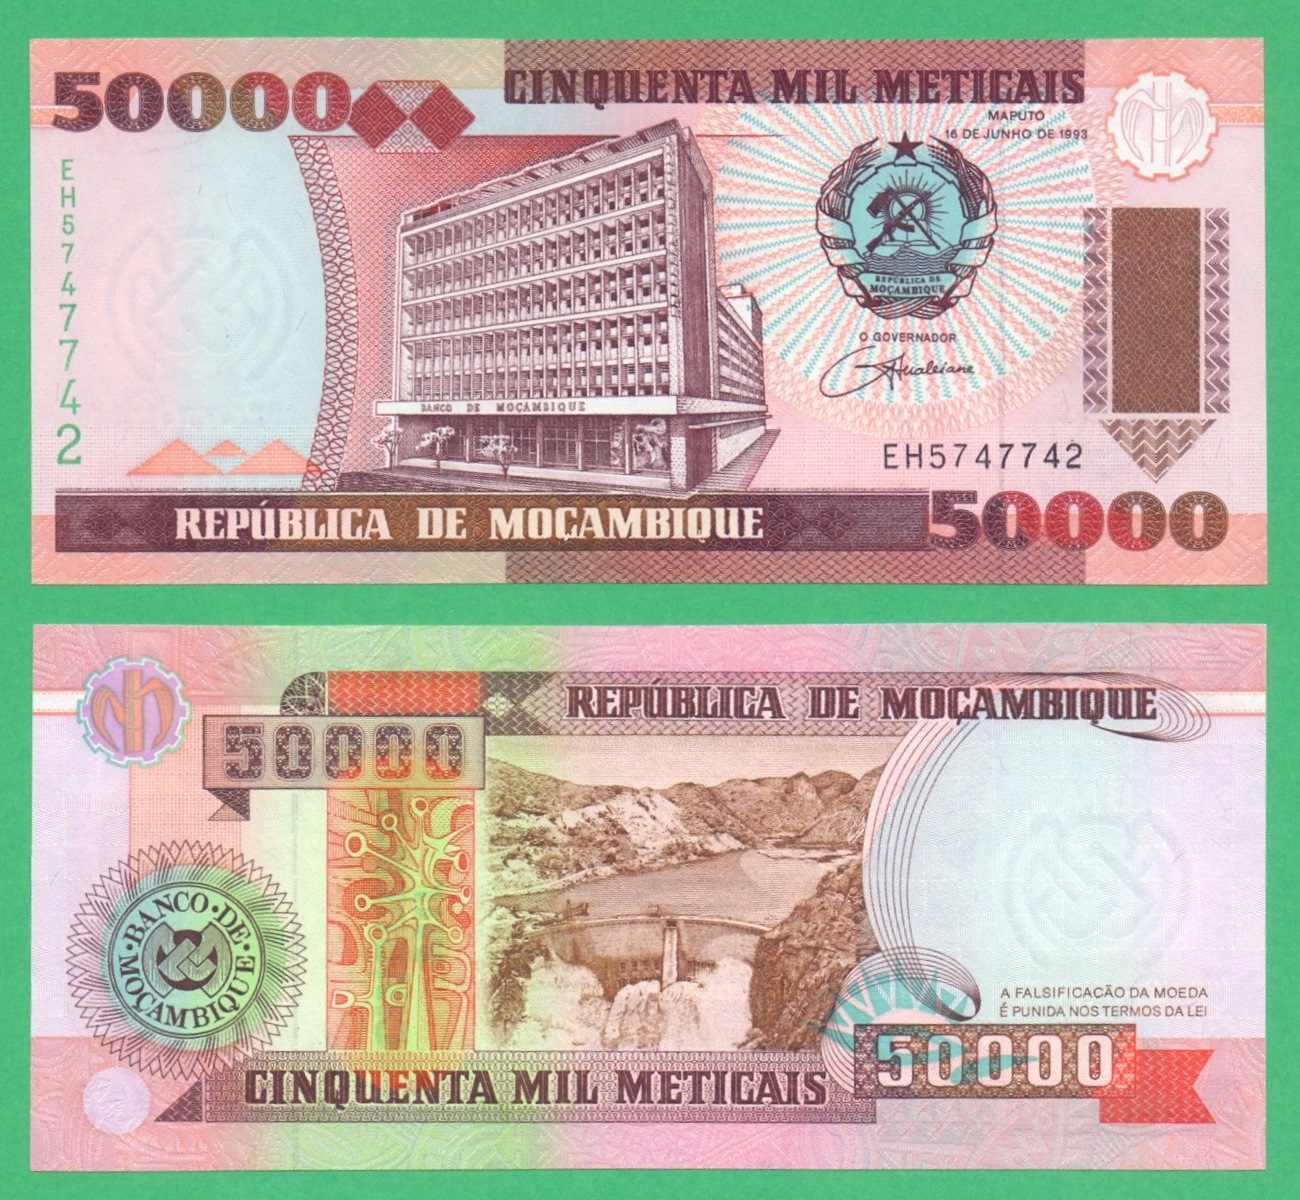 50000
CINQUENTA MIL METICAIS
MAPUTO
16 DE JUNHO DE 1993
EH5747742
REPÚBLICA DE
MOÇAMBIQUE
O GOVERNADOR
BANCO DE MOÇAMBIQUE
EH5747742
REPÚBLICA DE MOÇAMBIQUE
50000
REPÚBLICA DE MOÇAMBIQUE
50000
BANCO · DE · MOÇAMBIQUE ·
A FALSIFICAÇÃO DA MOEDA
É PUNIDA NOS TERMOS DA LEI
50000
CINQUENTA MIL METICAIS